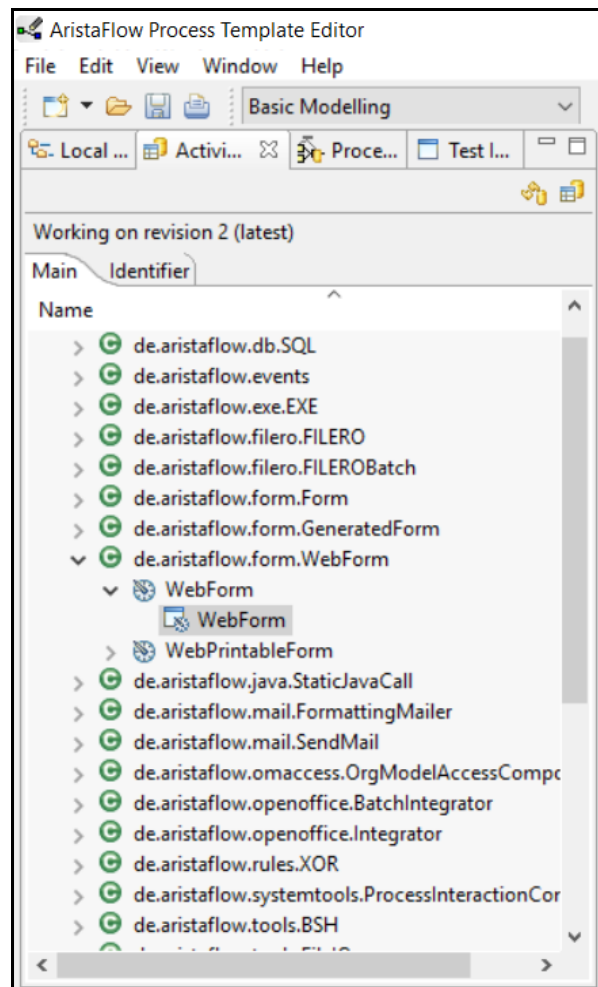 AristaFlow Process Template Editor
File Edit View Window Help
Basic Modelling
Local ... Activi... Proce... Test I...
Working on revision 2 (latest)
Main Identifier
Name
de.aristaflow.db.SQL
de.aristaflow.events
de.aristaflow.exe.EXE
de.aristaflow.filero.FILERO
de.aristaflow.filero.FILEROBatch
de.aristaflow.form.Form
de.aristaflow.form.GeneratedForm
de.aristaflow.form.WebForm
WebForm
WebForm
WebPrintableForm
de.aristaflow.java.StaticJavaCall
de.aristaflow.mail.FormattingMailer
de.aristaflow.mail.SendMail
de.aristaflow.omaccess.OrgModelAccessCompo
de.aristaflow.openoffice.BatchIntegrator
de.aristaflow.openoffice.Integrator
de.aristaflow.rules.XOR
de.aristaflow.systemtools.ProcessInteractionCor
de.aristaflow.tools.BSH